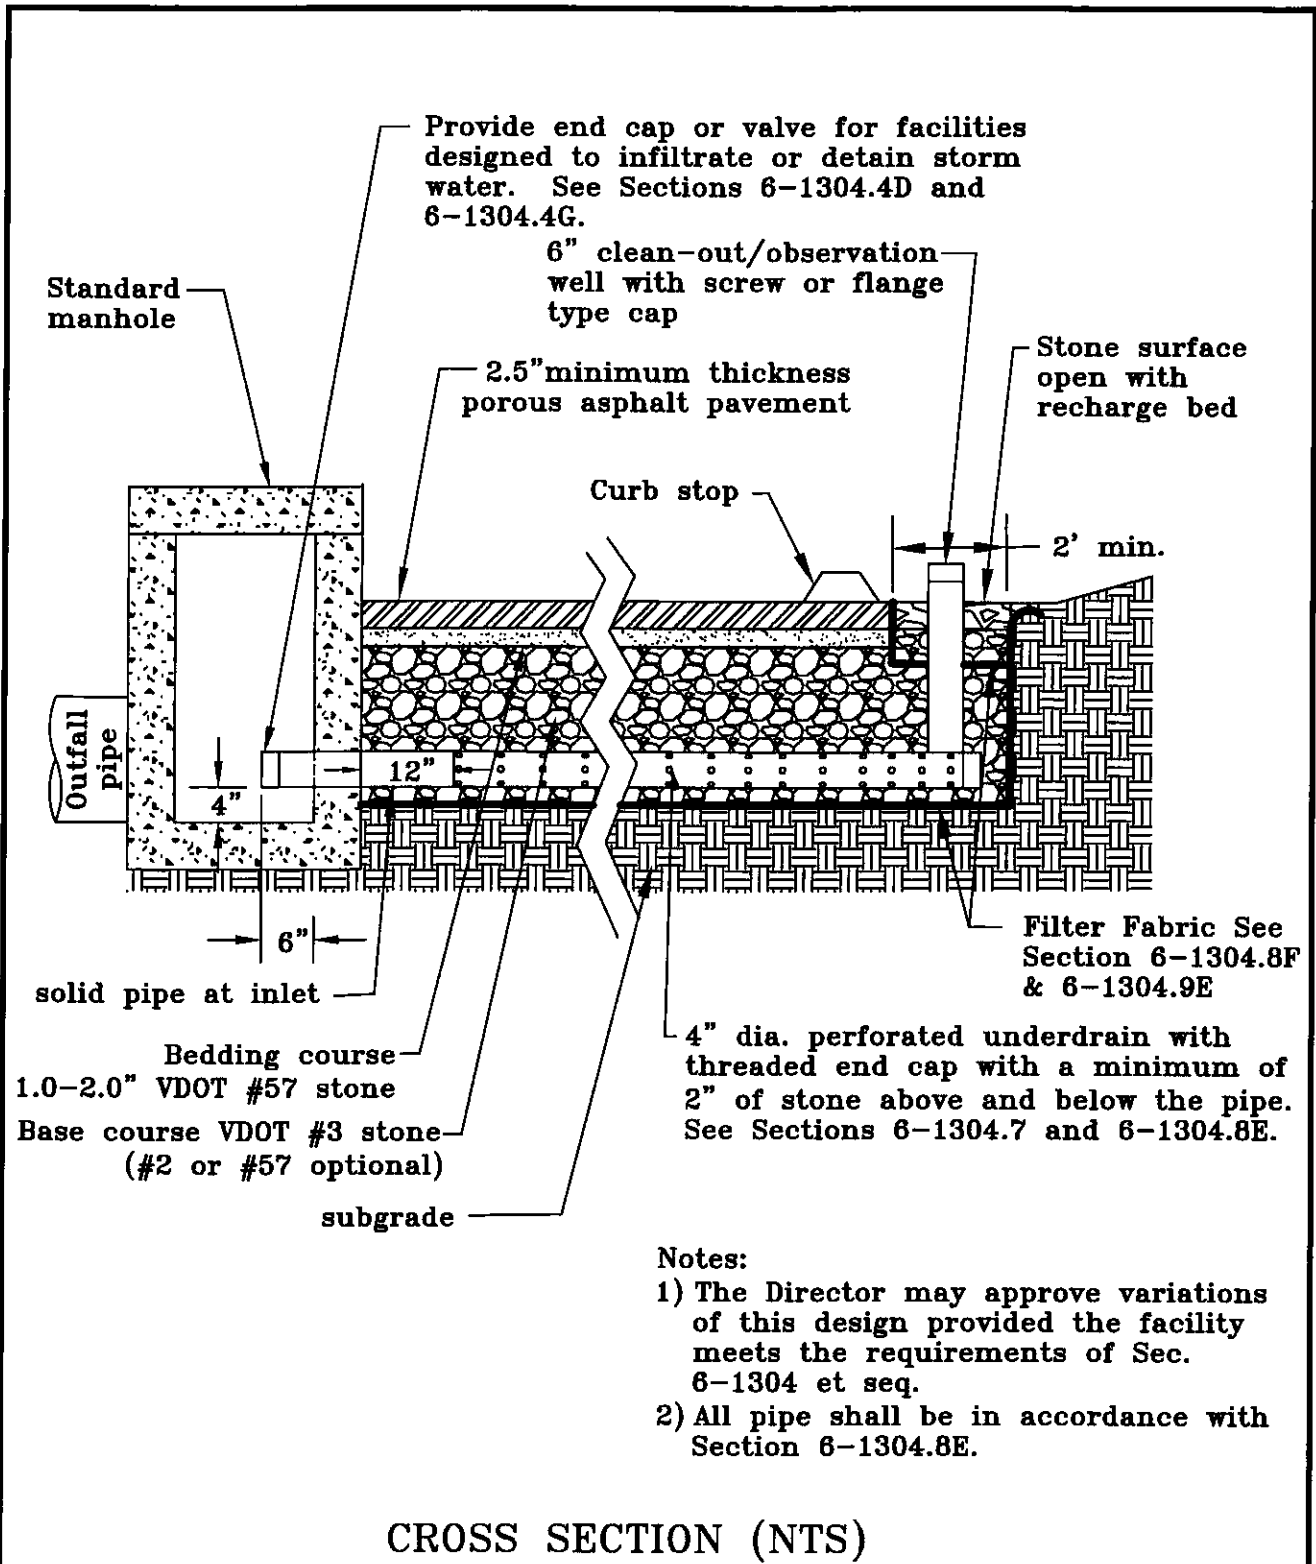 Provide end cap or valve for facilities
designed to infiltrate or detain storm
water. See Sections 6-1304.4D and
6-1304.4G.
6" clean-out/observation
well with screw or flange
type cap
Standard
manhole
Stone surface
open with
recharge bed
2.5"minimum thickness
porous asphalt pavement
Curb stop
2' min.
Outfall
pipe
12"
4"
6"
Filter Fabric See
Section 6-1304.8F
& 6-1304.9E
solid pipe at inlet
4" dia. perforated underdrain with
threaded end cap with a minimum of
2" of stone above and below the pipe.
See Sections 6-1304.7 and 6-1304.8E.
Bedding course
1.0-2.0" VDOT #57 stone
Base course VDOT #3 stone
(#2 or #57 optional)
subgrade
Notes:
1) The Director may approve variations
of this design provided the facility
meets the requirements of Sec.
6-1304 et seq.
2) All pipe shall be in accordance with
Section 6-1304.8E.
CROSS SECTION (NTS)